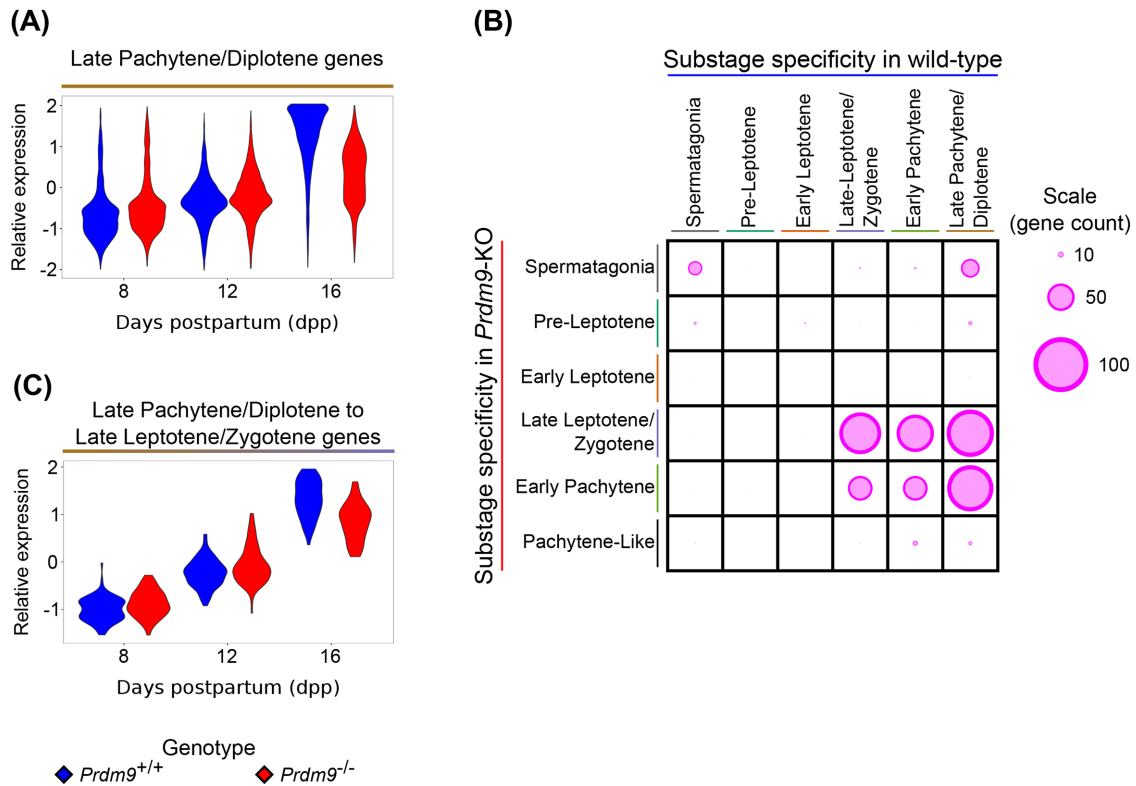 (A)
Late Pachytene/Diplotene genes
Relative expression
2
1
0
-1
-2
8
12
16
Days postpartum (dpp)
(B)
Substage specificity in wild-type
Spermatagonia
Pre-Leptotene
Early Leptotene
Late-Leptotene/
Zygotene
Early Pachytene
Late Pachytene/
Diplotene
Substage specificity in Prdm9-KO
Spermatagonia
Pre-Leptotene
Early Leptotene
Late Leptotene/
Zygotene
Early Pachytene
Pachytene-Like
Scale
(gene count)
10
50
100
(C)
Late Pachytene/Diplotene to
Late Leptotene/Zygotene genes
Relative expression
2
1
0
-1
8
12
16
Days postpartum (dpp)
Genotype
Prdm9+/+
Prdm9-/-